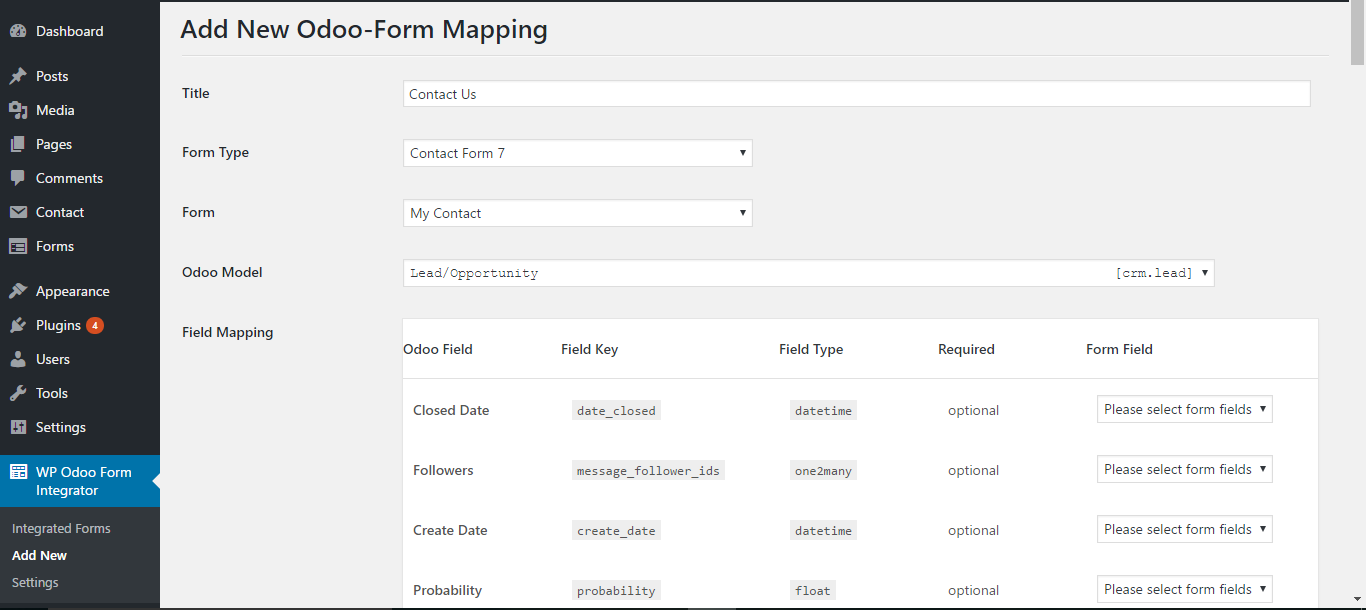 Dashboard
Posts
Media
Pages
Comments
Contact
Forms
Appearance
Plugins 4
Users
Tools
Settings
WP Odoo Form
Integrator
Integrated Forms
Add New
Settings
Add New Odoo-Form Mapping
Title Contact Us
Form Type Contact Form 7
Form My Contact
Odoo Model Lead/Opportunity [crm.lead]
Field Mapping
Odoo Field Field Key Field Type Required Form Field
Closed Date date_closed datetime optional Please select form fields
Followers message_follower_ids one2many optional Please select form fields
Create Date create_date datetime optional Please select form fields
Probability probability float optional Please select form fields